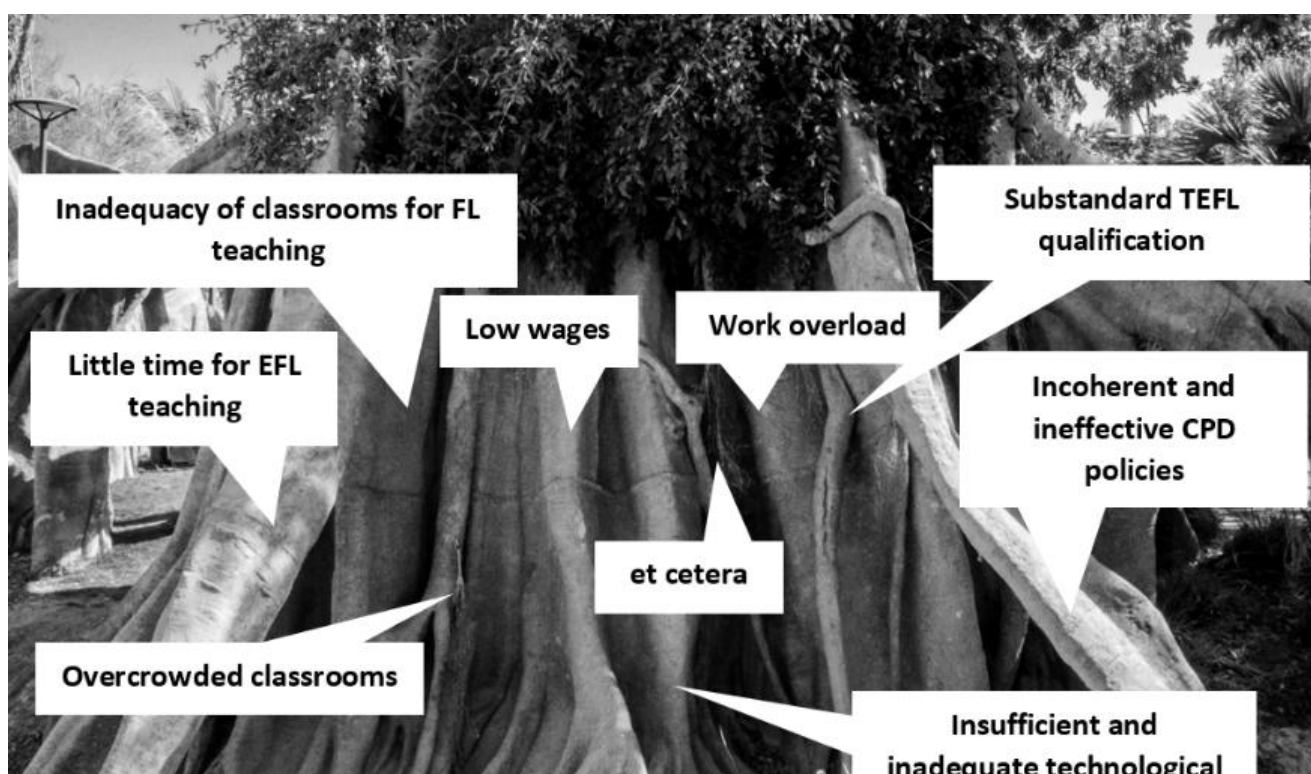 Inadequacy of classrooms for FL
teaching
Substandard TEFL
qualification
Low wages
Work overload
Little time for EFL
teaching
Incoherent and
ineffective CPD
policies
et cetera
Overcrowded classrooms
Insufficient and
inadequate technological